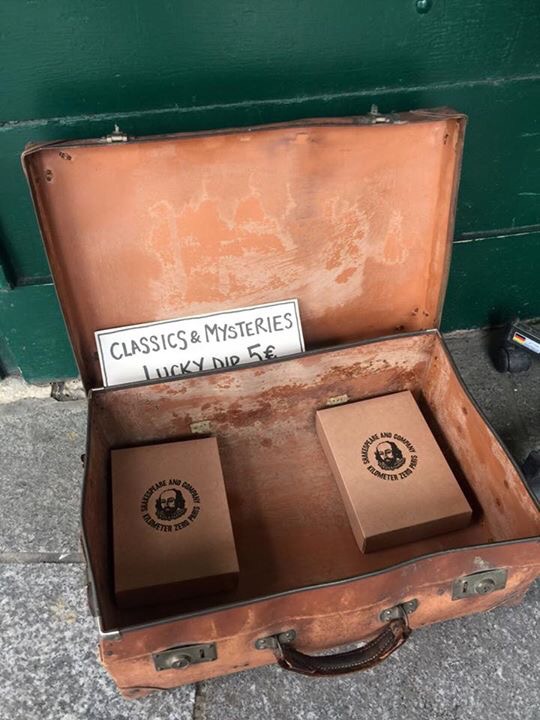 CLASSICS & MYSTERIES
LUCKY DIP 5€
SHAKESPEARE AND COMPANY
KILOMETER ZERO PARIS
SHAKESPEARE AND COMPANY
KILOMETER ZERO PARIS